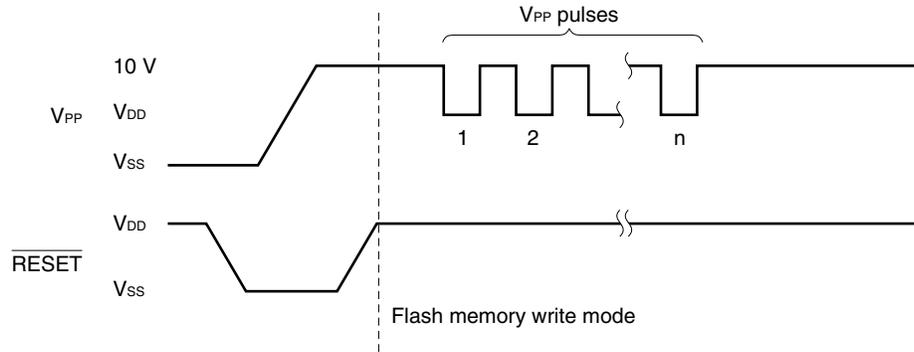 VPP pulses
10 V
VPP VDD
1 2 n
VSS
VDD
RESET
VSS
Flash memory write mode